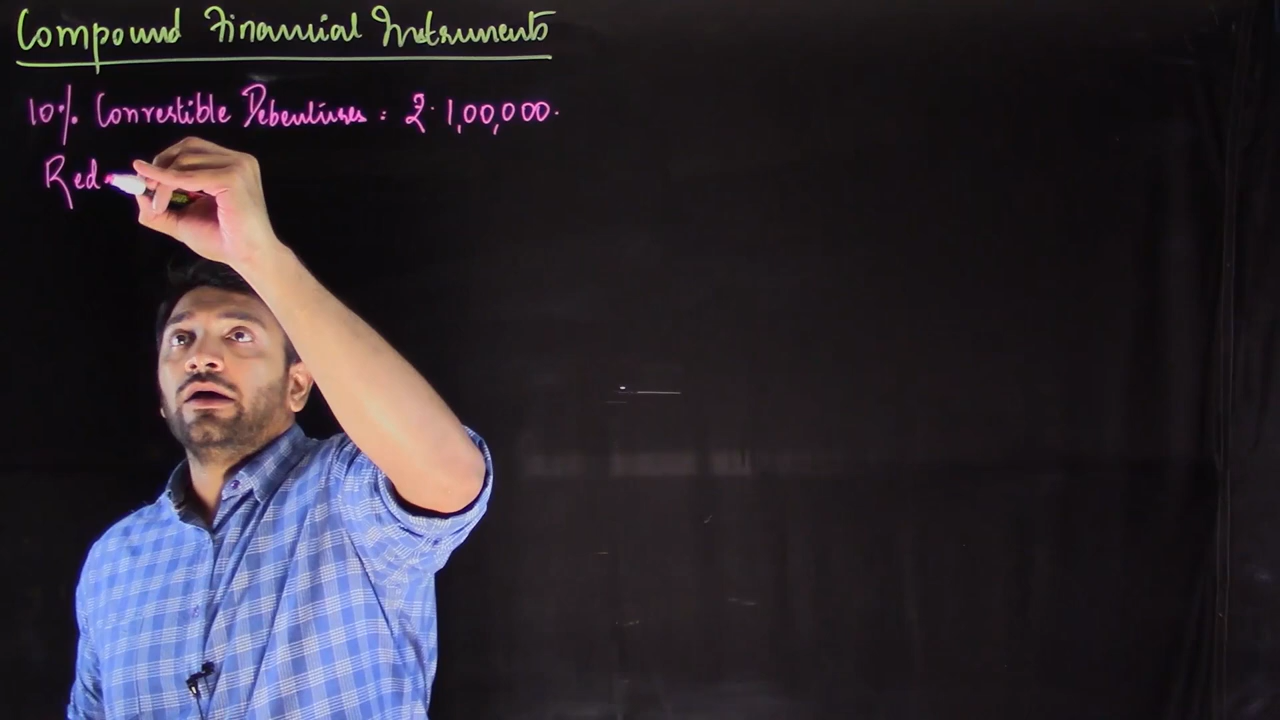 Compound Financial Instruments
10% Convertible Debentures : ₹ 1,00,000.
Red